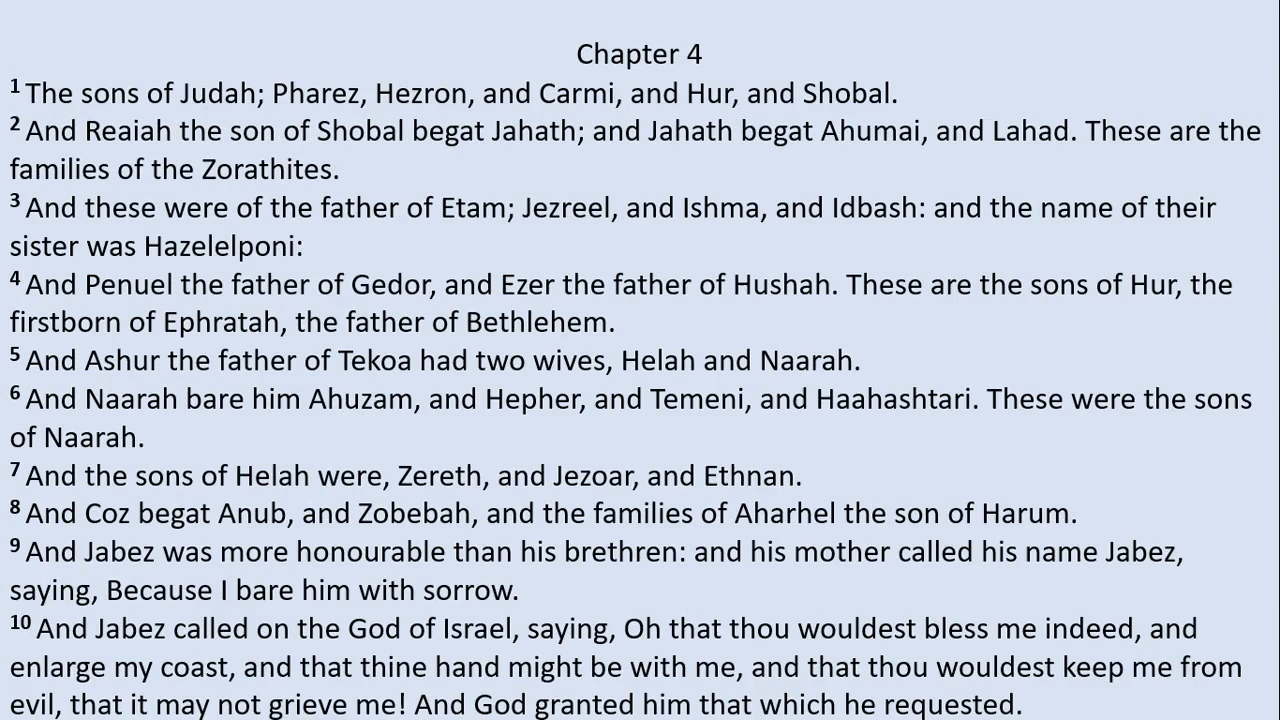 Chapter 4
1 The sons of Judah; Pharez, Hezron, and Carmi, and Hur, and Shobal.
2 And Reaiah the son of Shobal begat Jahath; and Jahath begat Ahumai, and Lahad. These are the
families of the Zorathites.
3 And these were of the father of Etam; Jezreel, and Ishma, and Idbash: and the name of their
sister was Hazelelponi:
4 And Penuel the father of Gedor, and Ezer the father of Hushah. These are the sons of Hur, the
firstborn of Ephratah, the father of Bethlehem.
5 And Ashur the father of Tekoa had two wives, Helah and Naarah.
6 And Naarah bare him Ahuzam, and Hepher, and Temeni, and Haahashtari. These were the sons
of Naarah.
7 And the sons of Helah were, Zereth, and Jezoar, and Ethnan.
8 And Coz begat Anub, and Zobebah, and the families of Aharhel the son of Harum.
9 And Jabez was more honourable than his brethren: and his mother called his name Jabez,
saying, Because I bare him with sorrow.
10 And Jabez called on the God of Israel, saying, Oh that thou wouldest bless me indeed, and
enlarge my coast, and that thine hand might be with me, and that thou wouldest keep me from
evil, that it may not grieve me! And God granted him that which he requested.